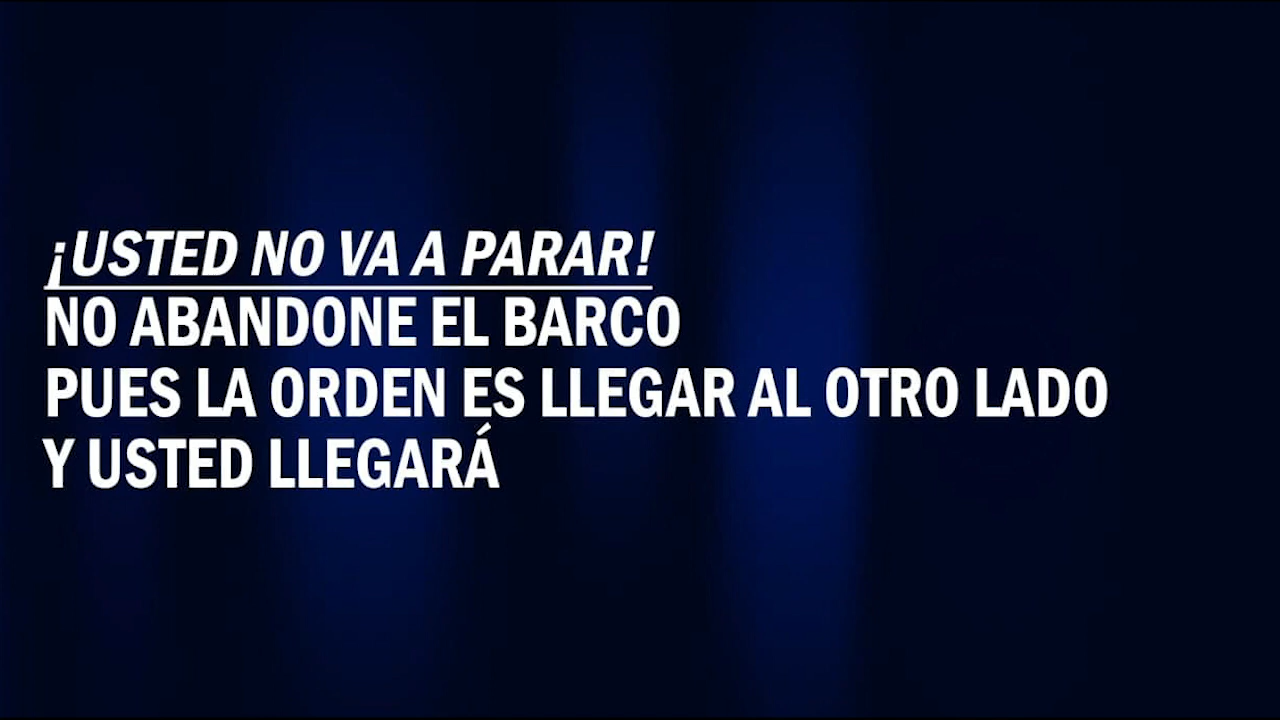 ¡USTED NO VA A PARAR!
NO ABANDONE EL BARCO
PUES LA ORDEN ES LLEGAR AL OTRO LADO
Y USTED LLEGARÁ